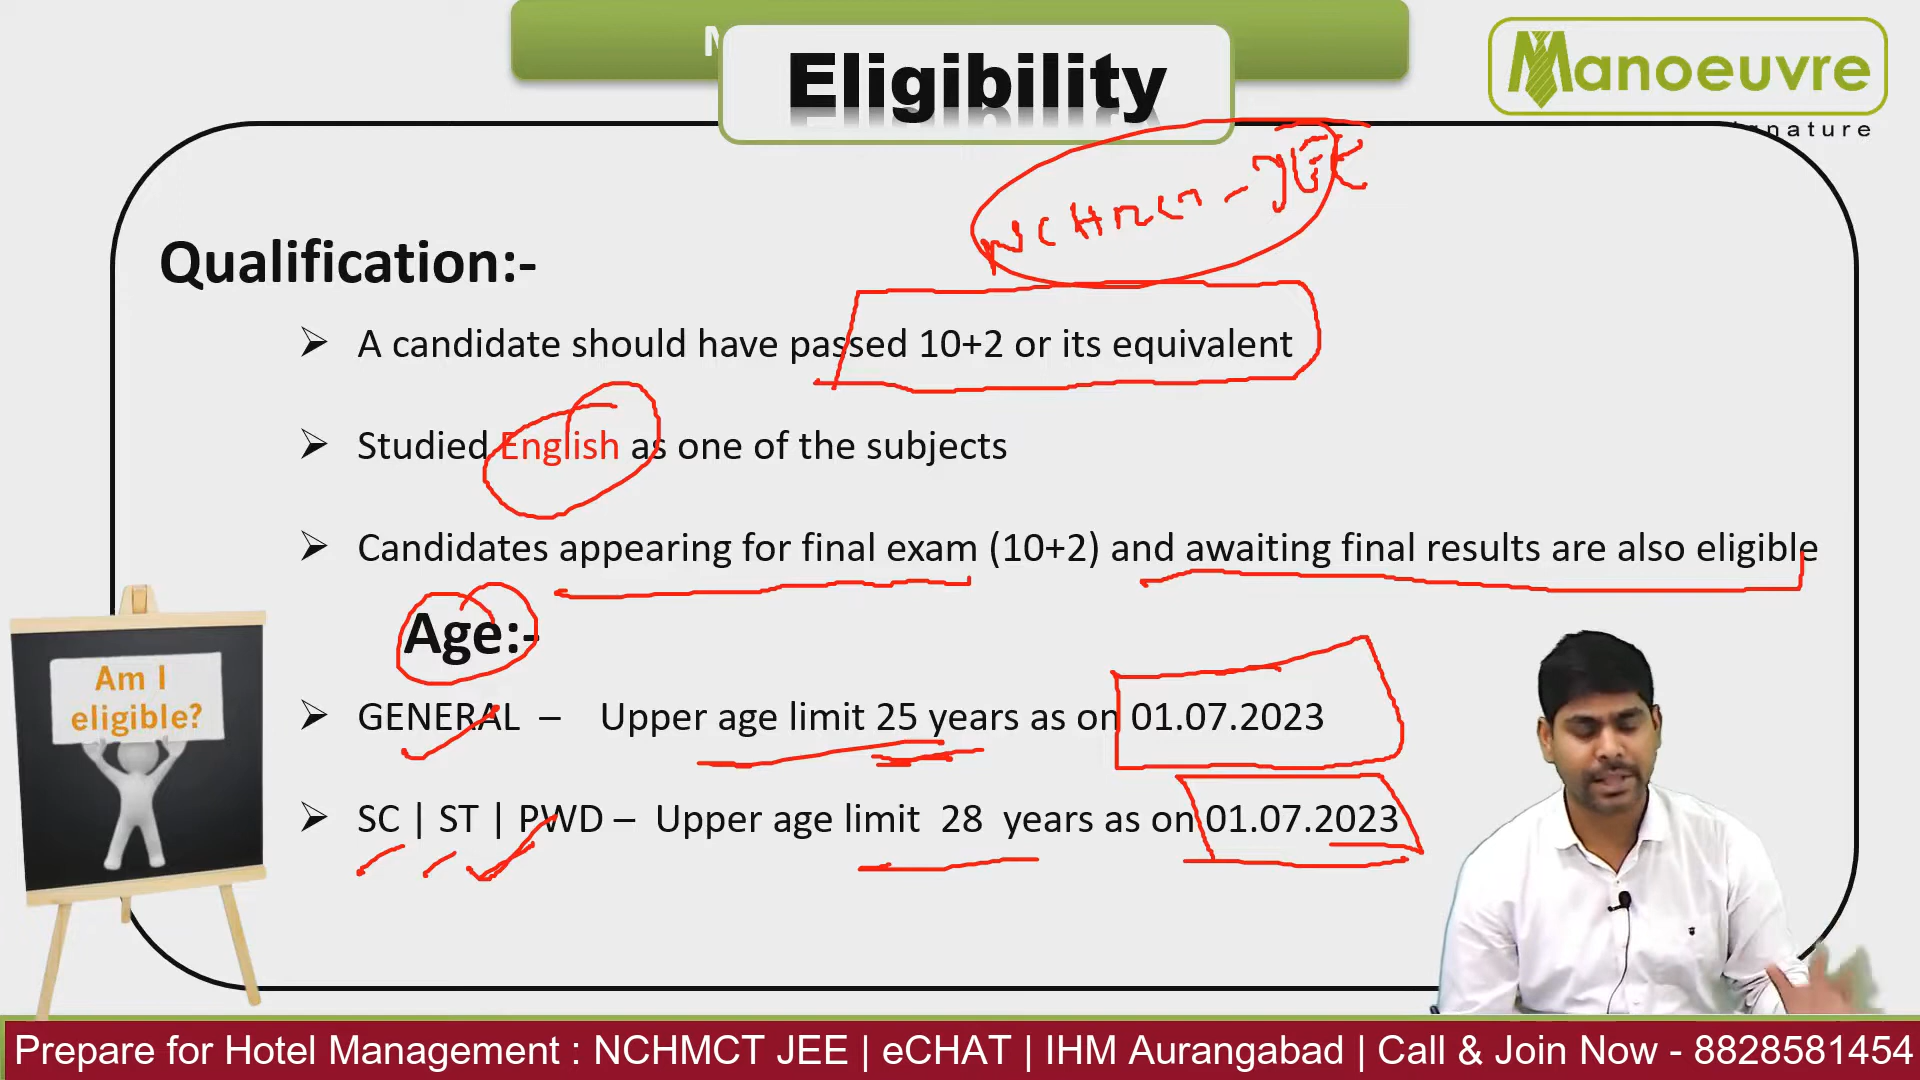 Eligibility
Manoeuvre
NCHMCT - JEE
Qualification:-
➢ A candidate should have passed 10+2 or its equivalent
➢ Studied English as one of the subjects
➢ Candidates appearing for final exam (10+2) and awaiting final results are also eligible
Age:-
➢ GENERAL – Upper age limit 25 years as on 01.07.2023
➢ SC | ST | PWD – Upper age limit 28 years as on 01.07.2023
Am I
eligible?
Prepare for Hotel Management : NCHMCT JEE | eCHAT | IHM Aurangabad | Call & Join Now - 8828581454